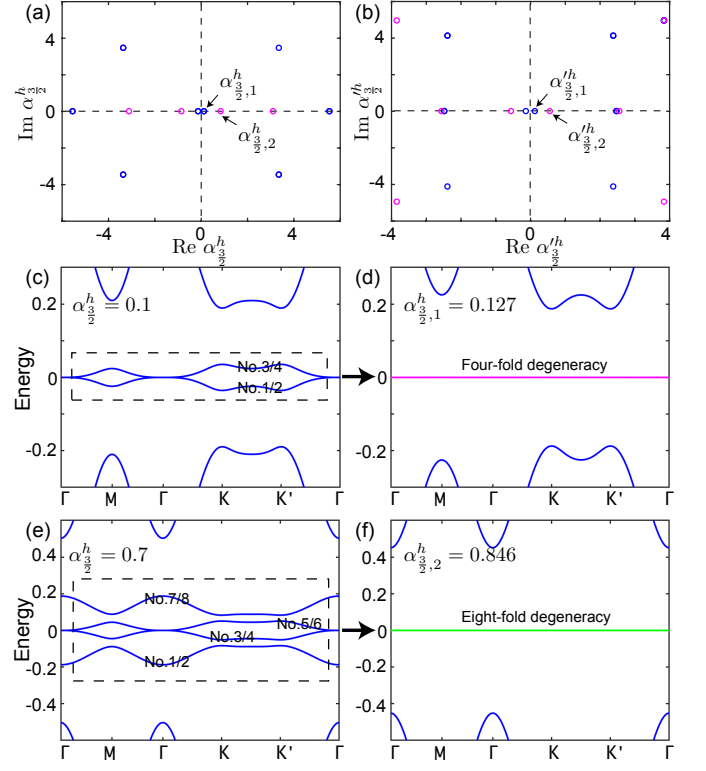 (a)
(b)
4
0
-4
Im α^h_{3/2}
α^h_{3/2,1}
α^h_{3/2,2}
0
4
Re α^h_{3/2}
4
0
-4
Im α'^h_{3/2}
α'^h_{3/2,1}
α'^h_{3/2,2}
-4
0
4
Re α'^h_{3/2}
(c)
α^h_{3/2} = 0.1
0.2
0
-0.2
Energy
No.3/4
No.1/2
Γ M Γ K K' Γ
(d)
α^h_{3/2,1} = 0.127
0.2
0
-0.2
Four-fold degeneracy
Γ M Γ K K' Γ
(e)
α^h_{3/2} = 0.7
0.4
0.2
0
-0.2
-0.4
Energy
No.7/8
No.5/6
No.3/4
No.1/2
Γ M Γ K K' Γ
(f)
α^h_{3/2,2} = 0.846
0.4
0.2
0
-0.2
-0.4
Eight-fold degeneracy
Γ M Γ K K' Γ